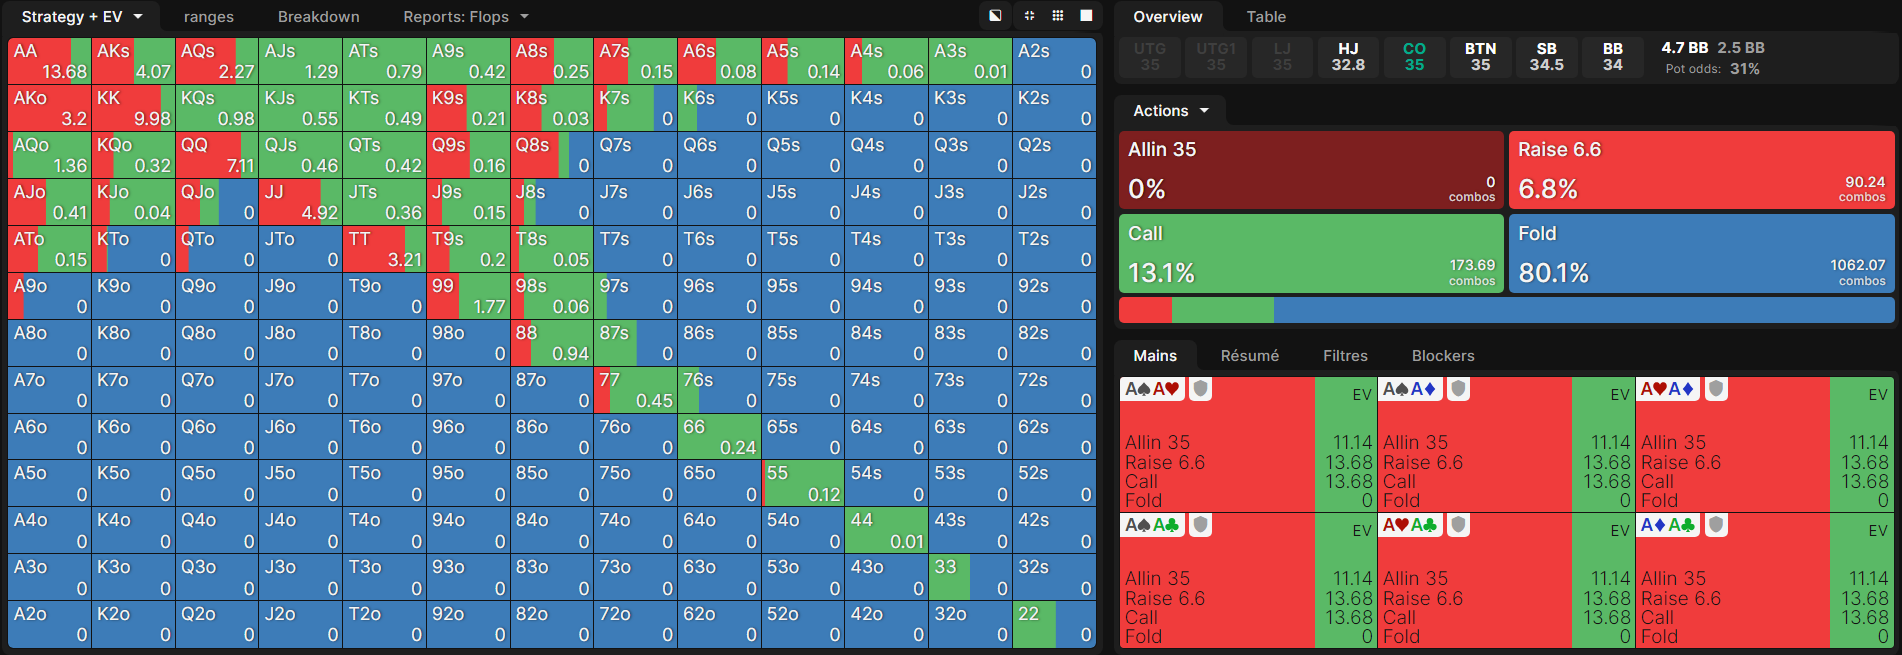 Strategy + EV ranges Breakdown Reports: Flops
AA AKs AQs AJs ATs A9s A8s A7s A6s A5s A4s A3s A2s
13.68 4.07 2.27 1.29 0.79 0.42 0.25 0.15 0.08 0.14 0.06 0.01 0
AKo KK KQs KJs KTs K9s K8s K7s K6s K5s K4s K3s K2s
3.2 9.98 0.98 0.55 0.49 0.21 0.03 0 0 0 0 0 0
AQo KQo QQ QJs QTs Q9s Q8s Q7s Q6s Q5s Q4s Q3s Q2s
1.36 0.32 7.11 0.46 0.42 0.16 0 0 0 0 0 0 0
AJo KJo QJo JJ JTs J9s J8s J7s J6s J5s J4s J3s J2s
0.41 0.04 0 4.92 0.36 0.15 0 0 0 0 0 0 0
ATo KTo QTo JTo TT T9s T8s T7s T6s T5s T4s T3s T2s
0.15 0 0 0 3.21 0.2 0.05 0 0 0 0 0 0
A9o K9o Q9o J9o T9o 99 98s 97s 96s 95s 94s 93s 92s
0 0 0 0 0 1.77 0.06 0 0 0 0 0 0
A8o K8o Q8o J8o T8o 98o 88 87s 86s 85s 84s 83s 82s
0 0 0 0 0 0 0.94 0 0 0 0 0 0
A7o K7o Q7o J7o T7o 97o 87o 77 76s 75s 74s 73s 72s
0 0 0 0 0 0 0 0.45 0 0 0 0 0
A6o K6o Q6o J6o T6o 96o 86o 76o 66 65s 64s 63s 62s
0 0 0 0 0 0 0 0 0.24 0 0 0 0
A5o K5o Q5o J5o T5o 95o 85o 75o 65o 55 54s 53s 52s
0 0 0 0 0 0 0 0 0 0.12 0 0 0
A4o K4o Q4o J4o T4o 94o 84o 74o 64o 54o 44 43s 42s
0 0 0 0 0 0 0 0 0 0 0.01 0 0
A3o K3o Q3o J3o T3o 93o 83o 73o 63o 53o 43o 33 32s
0 0 0 0 0 0 0 0 0 0 0 0 0
A2o K2o Q2o J2o T2o 92o 82o 72o 62o 52o 42o 32o 22
0 0 0 0 0 0 0 0 0 0 0 0 0
Overview Table
UTG UTG1 LJ HJ CO BTN SB BB 4.7 BB 2.5 BB
35 35 35 32.8 35 35 34.5 34 Pot odds: 31%
Actions
Allin 35
0% 0 combos
Raise 6.6
6.8% 90.24 combos
Call
13.1% 173.69 combos
Fold
80.1% 1062.07 combos
Mains Résumé Filtres Blockers
A♠A♥ EV A♠A♦ EV A♥A♦ EV
Allin 35 11.14 Allin 35 11.14 Allin 35 11.14
Raise 6.6 13.68 Raise 6.6 13.68 Raise 6.6 13.68
Call 13.68 Call 13.68 Call 13.68
Fold 0 Fold 0 Fold 0
A♠A♣ EV A♥A♣ EV A♦A♣ EV
Allin 35 11.14 Allin 35 11.14 Allin 35 11.14
Raise 6.6 13.68 Raise 6.6 13.68 Raise 6.6 13.68
Call 13.68 Call 13.68 Call 13.68
Fold 0 Fold 0 Fold 0